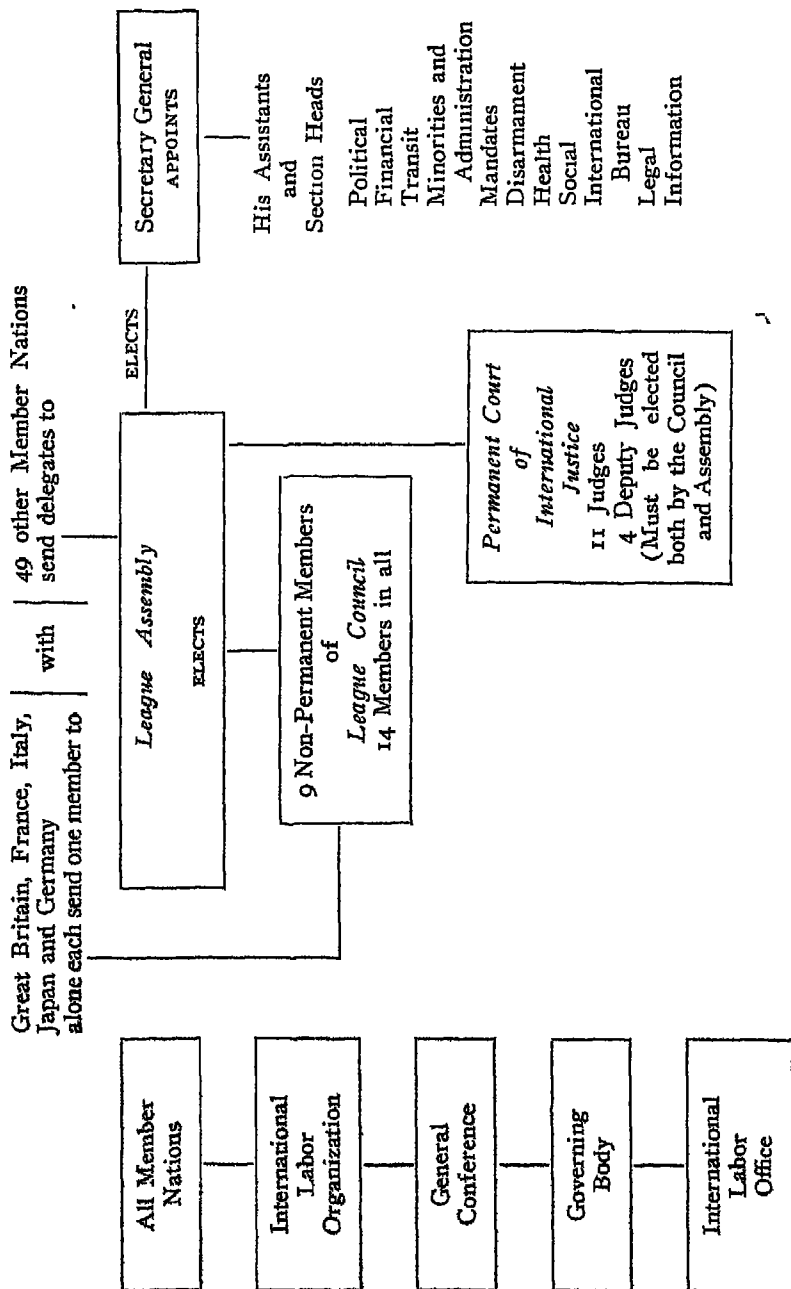 Great Britain, France, Italy,
Japan and Germany
alone each send one member to
with
49 other Member Nations
send delegates to
All Member
Nations
International
Labor
Organization
General
Conference
Governing
Body
International
Labor
Office
League Assembly
ELECTS
9 Non-Permanent Members
of
League Council
14 Members in all
ELECTS
Permanent Court
of
International
Justice
11 Judges
4 Deputy Judges
(Must be elected
both by the Council
and Assembly)
Secretary General
APPOINTS
His Assistants
and
Section Heads
Political
Financial
Transit
Minorities and
Administration
Mandates
Disarmament
Health
Social
International
Bureau
Legal
Information